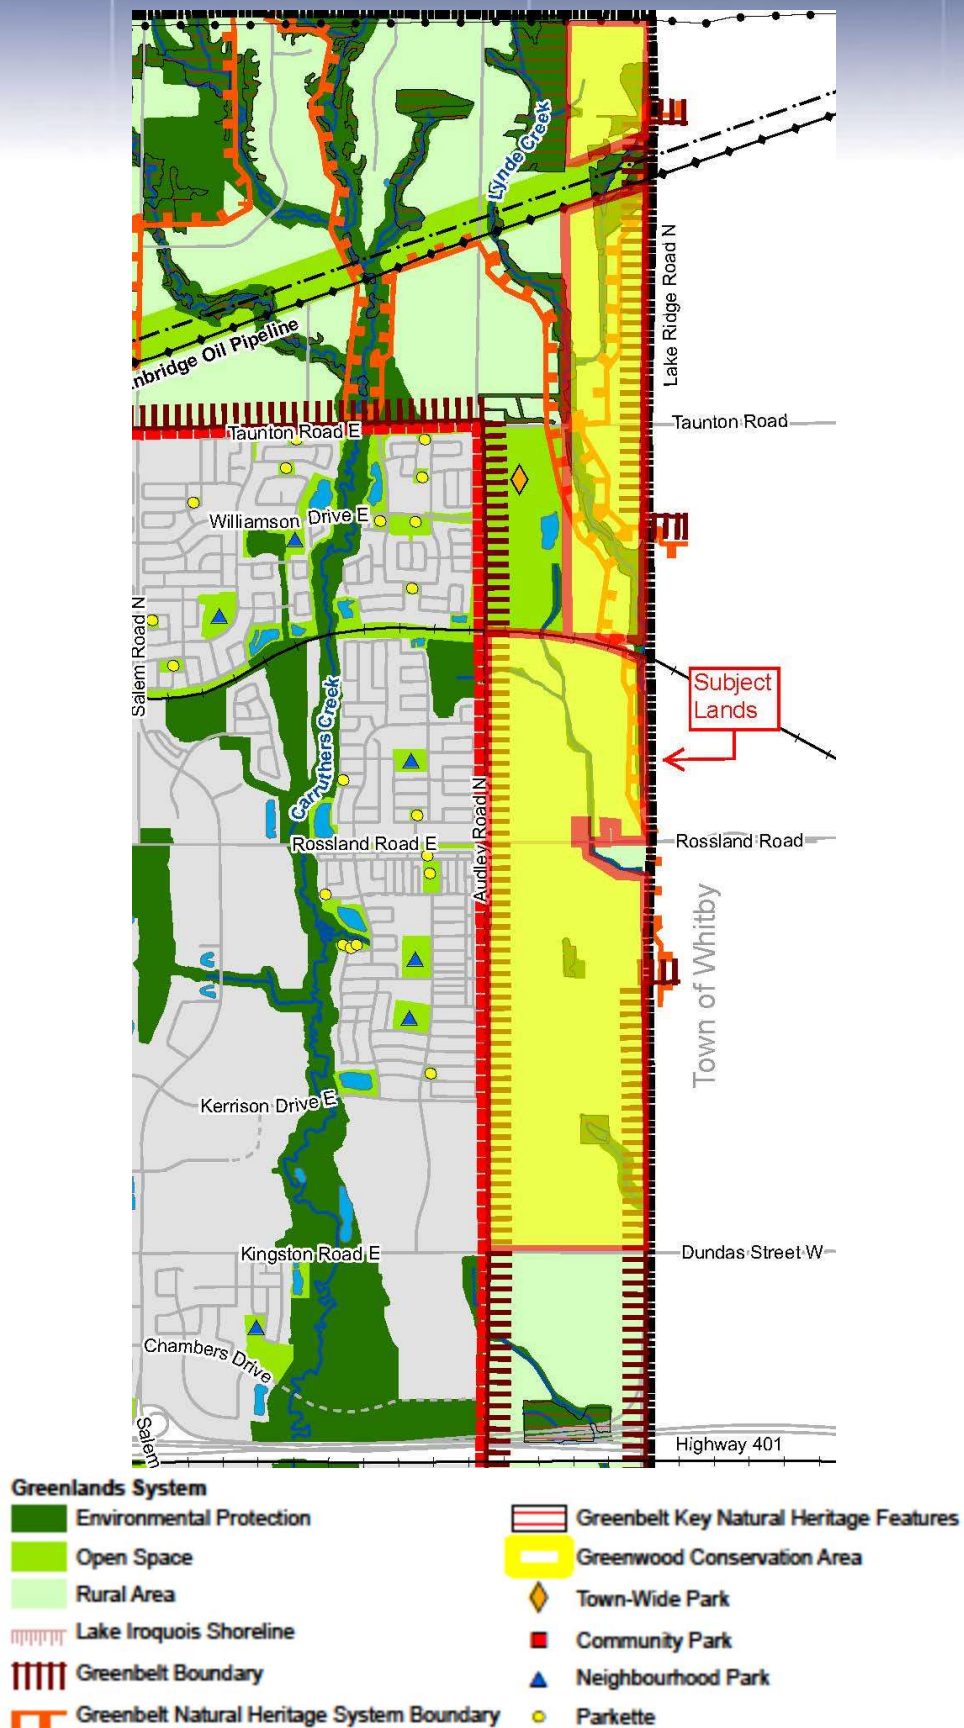 Lynde Creek
Lake Ridge Road N
nbridge Oil Pipeline
Taunton Road E
Taunton Road
Williamson Drive E
Salem Road N
Carruthers Creek
Subject
Lands
Audley Road N
Rossland Road E
Rossland Road
Town of Whitby
Kerrison Drive E
Kingston Road E
Dundas Street W
Chambers Drive
Salem
Highway 401
Greenlands System
Environmental Protection
Open Space
Rural Area
Lake Iroquois Shoreline
Greenbelt Boundary
Greenbelt Natural Heritage System Boundary
Greenbelt Key Natural Heritage Features
Greenwood Conservation Area
Town-Wide Park
Community Park
Neighbourhood Park
Parkette